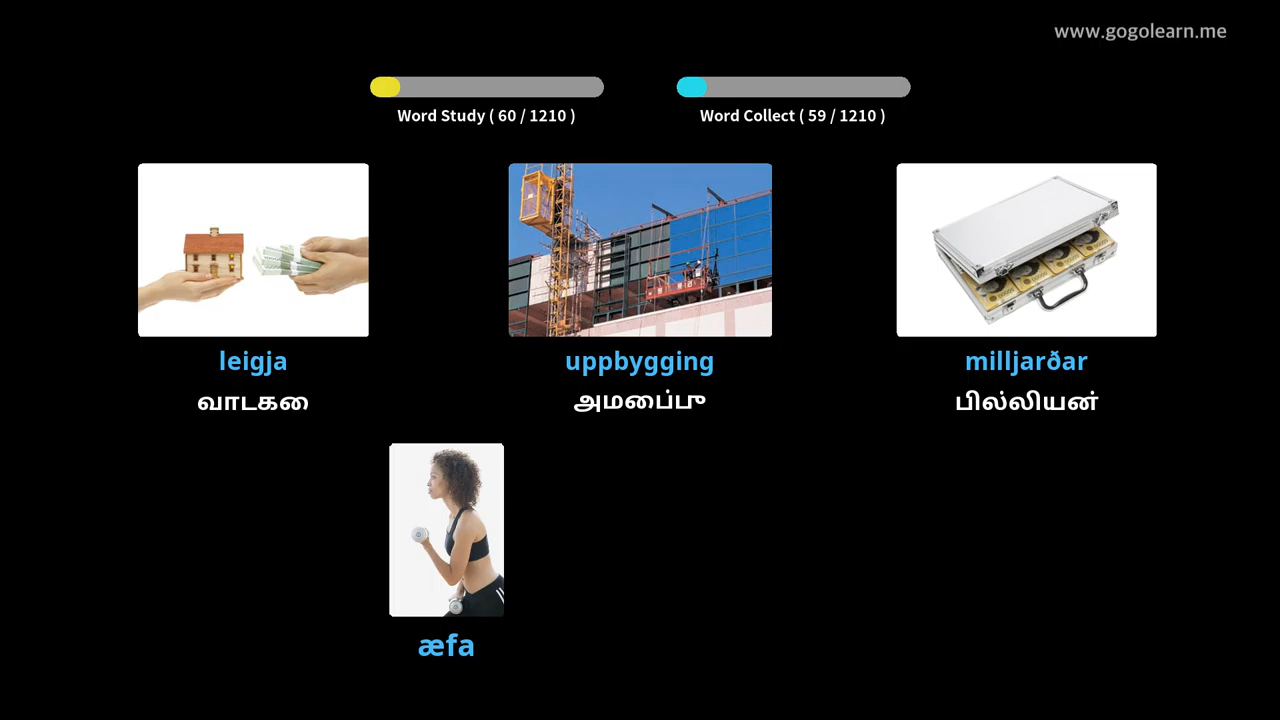 www.gogolearn.me
Word Study ( 60 / 1210 )
Word Collect ( 59 / 1210 )
leigja
uppbygging
milljarðar
வாடகை
அமைப்பு
பில்லியன்
æfa